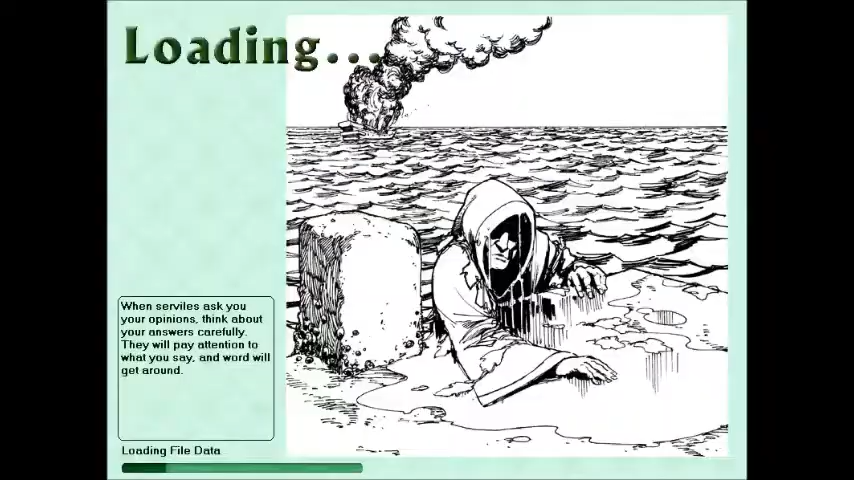 Loading...
When serviles ask you
your opinions, think about
your answers carefully.
They will pay attention to
what you say, and word will
get around.
Loading File Data